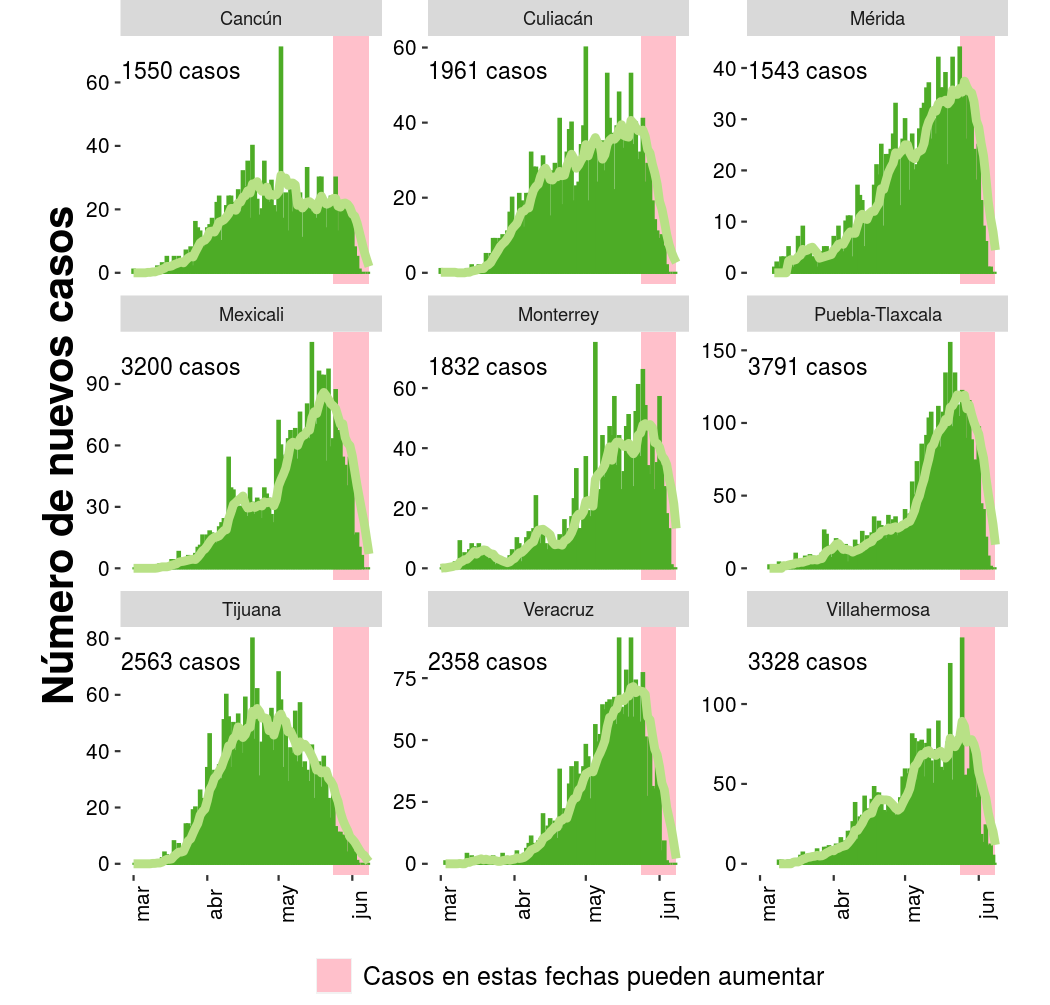 Número de nuevos casos
Cancún
1550 casos
60
40
20
0
Culiacán
1961 casos
60
40
20
0
Mérida
1543 casos
40
30
20
10
0
Mexicali
3200 casos
90
60
30
0
Monterrey
1832 casos
60
40
20
0
Puebla-Tlaxcala
3791 casos
150
100
50
0
Tijuana
2563 casos
80
60
40
20
0
mar abr may jun
Veracruz
2358 casos
75
50
25
0
mar abr may jun
Villahermosa
3328 casos
100
50
0
mar abr may jun
Casos en estas fechas pueden aumentar